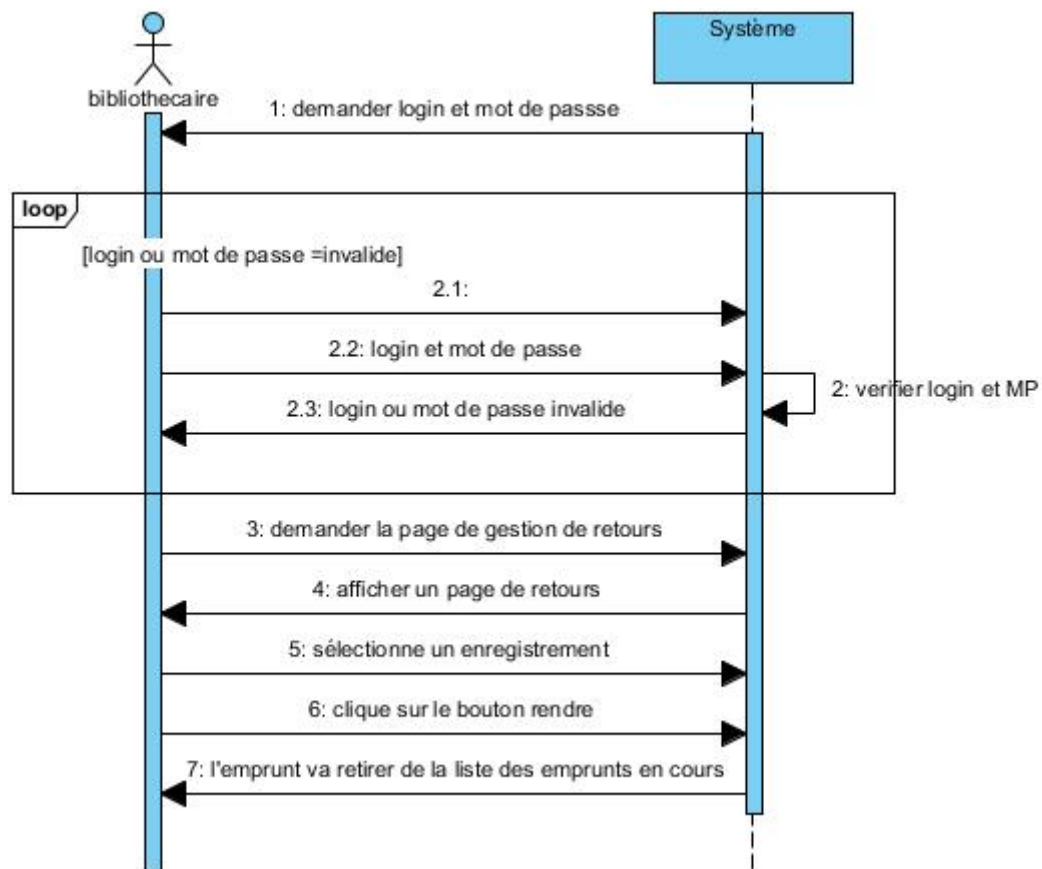 Système
bibliothecaire
1: demander login et mot de passse
loop
[login ou mot de passe =invalide]
2.1:
2.2: login et mot de passe
2: verifier login et MP
2.3: login ou mot de passe invalide
3: demander la page de gestion de retours
4: afficher un page de retours
5: sélectionne un enregistrement
6: clique sur le bouton rendre
7: l'emprunt va retirer de la liste des emprunts en cours